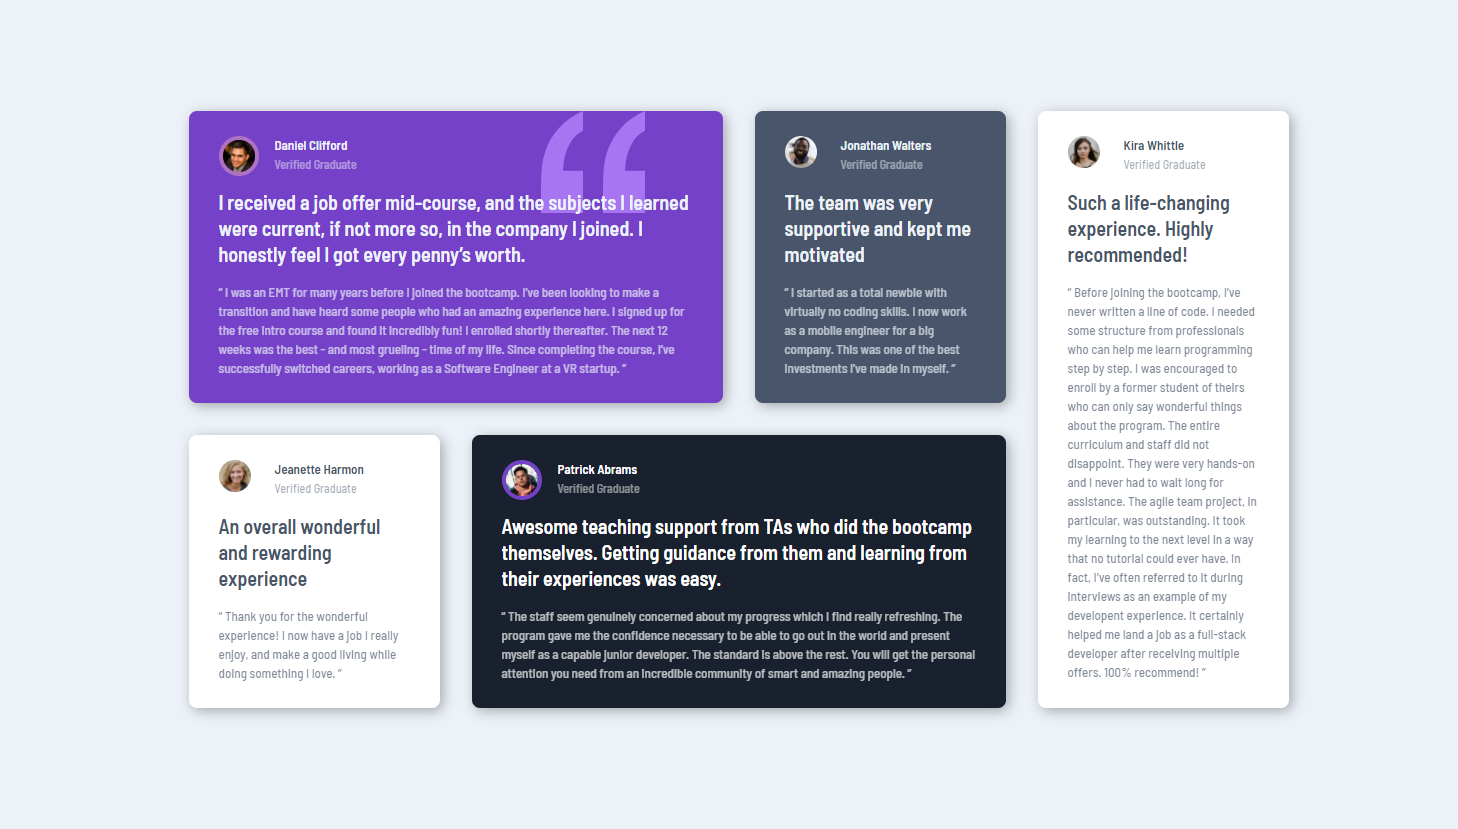 Daniel Clifford
Verified Graduate
I received a job offer mid-course, and the subjects I learned
were current, if not more so, in the company I joined. I
honestly feel I got every penny’s worth.
“ I was an EMT for many years before I joined the bootcamp. I’ve been looking to make a
transition and have heard some people who had an amazing experience here. I signed up for
the free intro course and found it incredibly fun! I enrolled shortly thereafter. The next 12
weeks was the best - and most grueling - time of my life. Since completing the course, I’ve
successfully switched careers, working as a Software Engineer at a VR startup. ”
Jonathan Walters
Verified Graduate
The team was very
supportive and kept me
motivated
“ I started as a total newbie with
virtually no coding skills. I now work
as a mobile engineer for a big
company. This was one of the best
investments I’ve made in myself. ”
Kira Whittle
Verified Graduate
Such a life-changing
experience. Highly
recommended!
“ Before joining the bootcamp, I’ve
never written a line of code. I needed
some structure from professionals
who can help me learn programming
step by step. I was encouraged to
enroll by a former student of theirs
who can only say wonderful things
about the program. The entire
curriculum and staff did not
disappoint. They were very hands-on
and I never had to wait long for
assistance. The agile team project, in
particular, was outstanding. It took
my learning to the next level in a way
that no tutorial could ever have. In
fact, I’ve often referred to it during
interviews as an example of my
developent experience. It certainly
helped me land a job as a full-stack
developer after receiving multiple
offers. 100% recommend! ”
Jeanette Harmon
Verified Graduate
An overall wonderful
and rewarding
experience
“ Thank you for the wonderful
experience! I now have a job I really
enjoy, and make a good living while
doing something I love. ”
Patrick Abrams
Verified Graduate
Awesome teaching support from TAs who did the bootcamp
themselves. Getting guidance from them and learning from
their experiences was easy.
“ The staff seem genuinely concerned about my progress which I find really refreshing. The
program gave me the confidence necessary to be able to go out in the world and present
myself as a capable junior developer. The standard is above the rest. You will get the personal
attention you need from an incredible community of smart and amazing people. ”